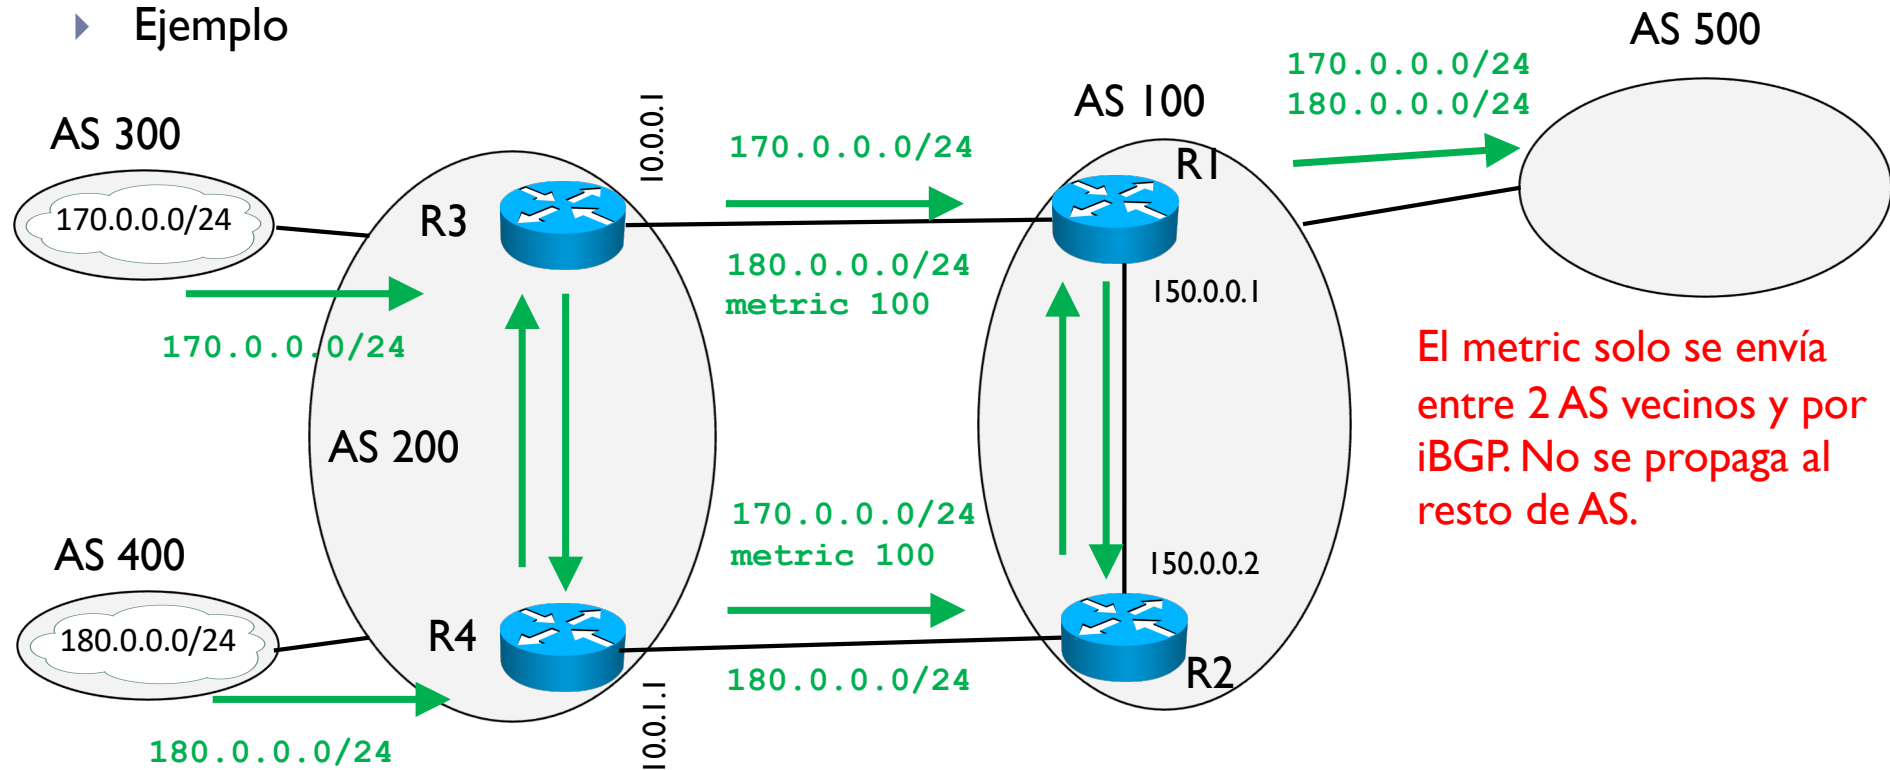 Ejemplo
AS 500
170.0.0.0/24
180.0.0.0/24
AS 100
10.0.0.1
AS 300
170.0.0.0/24
R1
170.0.0.0/24
R3
180.0.0.0/24
metric 100
150.0.0.1
170.0.0.0/24
El metric solo se envía
entre 2 AS vecinos y por
iBGP. No se propaga al
resto de AS.
AS 200
170.0.0.0/24
metric 100
AS 400
150.0.0.2
180.0.0.0/24
R4
180.0.0.0/24
R2
10.0.1.1
180.0.0.0/24